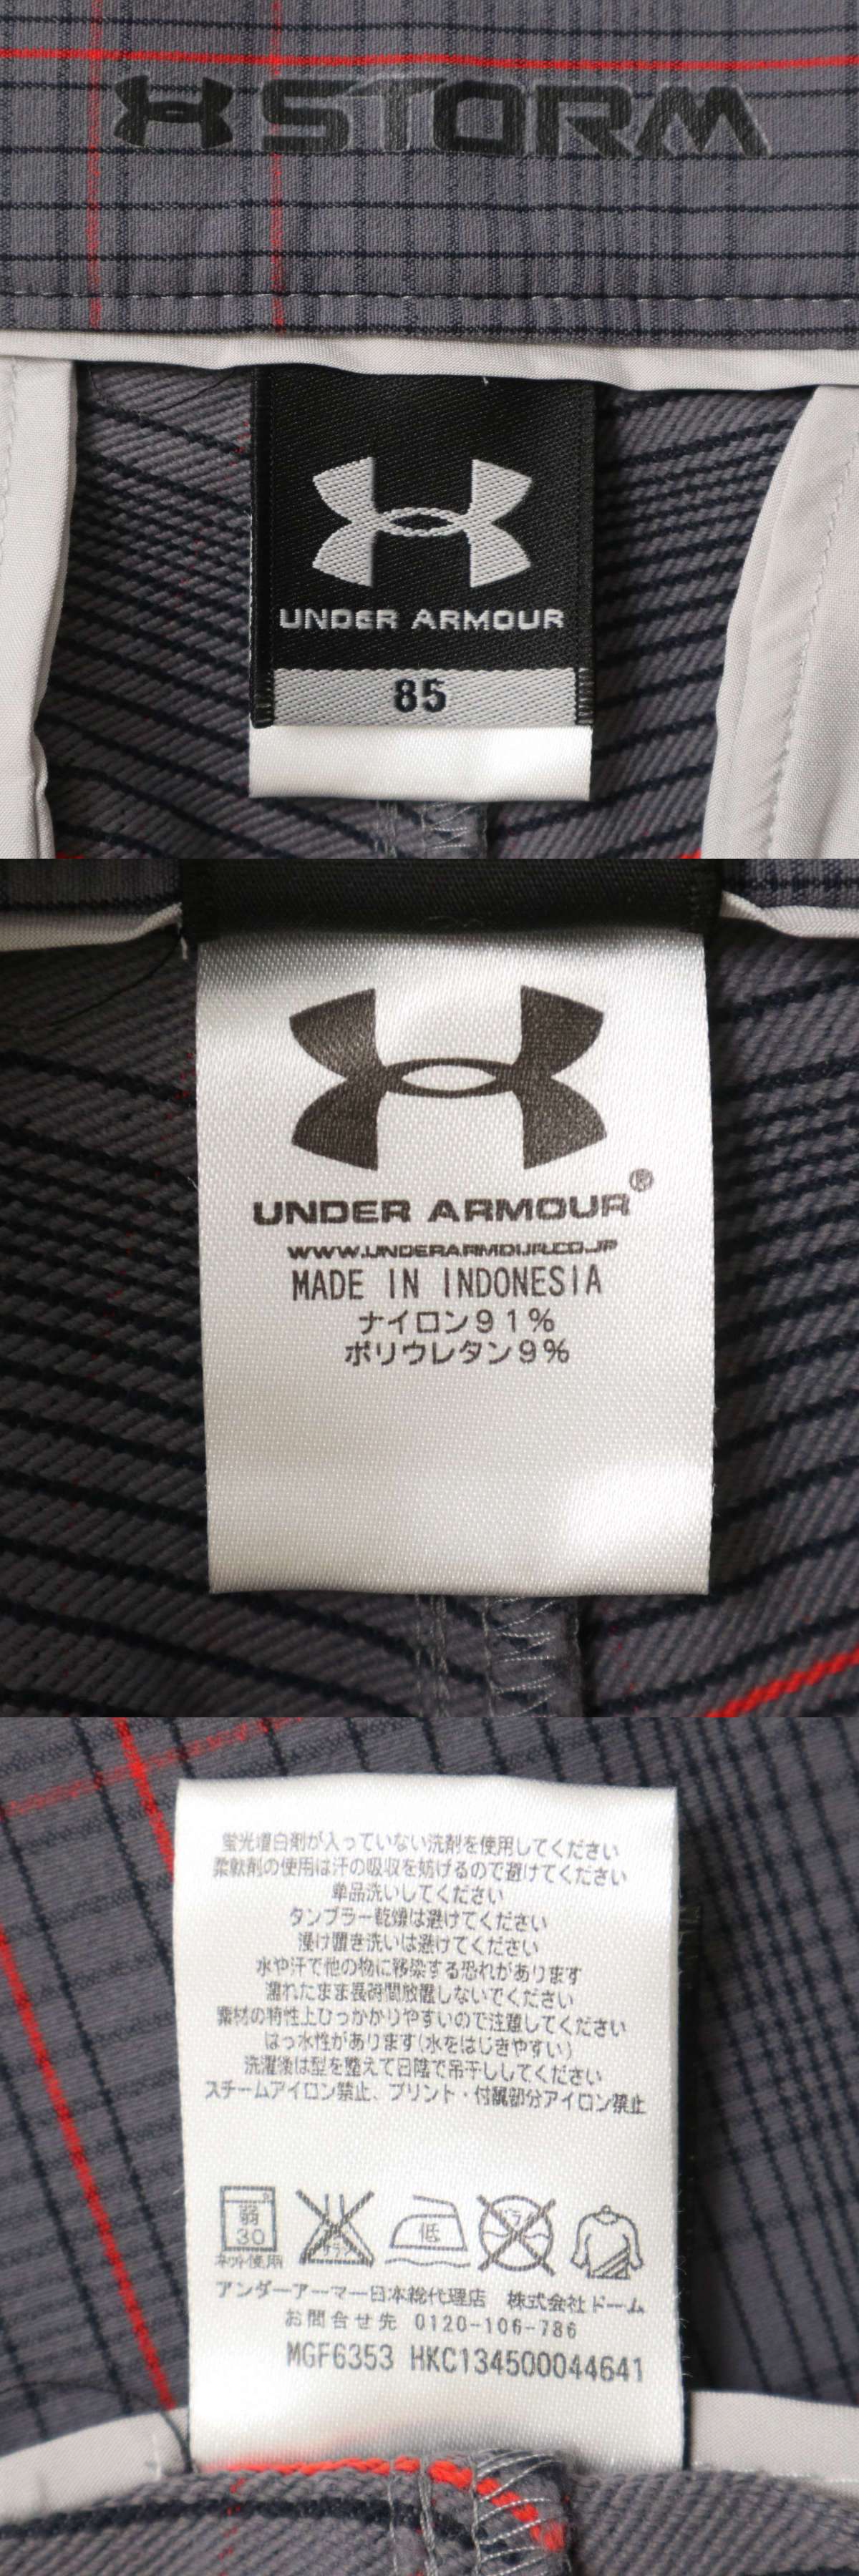 STORM
UNDER ARMOUR
85
UNDER ARMOUR®
WWW.UNDERARMOUR.CO.JP
MADE IN INDONESIA
ナイロン91%
ポリウレタン9%
蛍光増白剤が入っていない洗剤を使用してください
柔軟剤の使用は汗の吸収を妨げるので避けてください
単品洗いしてください
タンブラー乾燥は避けてください
漬け置き洗いは避けてください
水や汗で他の物に移染する恐れがあります
濡れたまま長時間放置しないでください
素材の特性上ひっかかりやすいので注意してください
はっ水性があります(水をはじきやすい)
洗濯後は型を整えて日陰で吊干ししてください
スチームアイロン禁止、プリント・付属部分アイロン禁止
弱 低 ドライ
30 エンソ サラシ
ネット使用
アンダーアーマー日本総代理店 株式会社ドーム
お問合せ先 0120-106-786
MGF6353 HKC134500044641